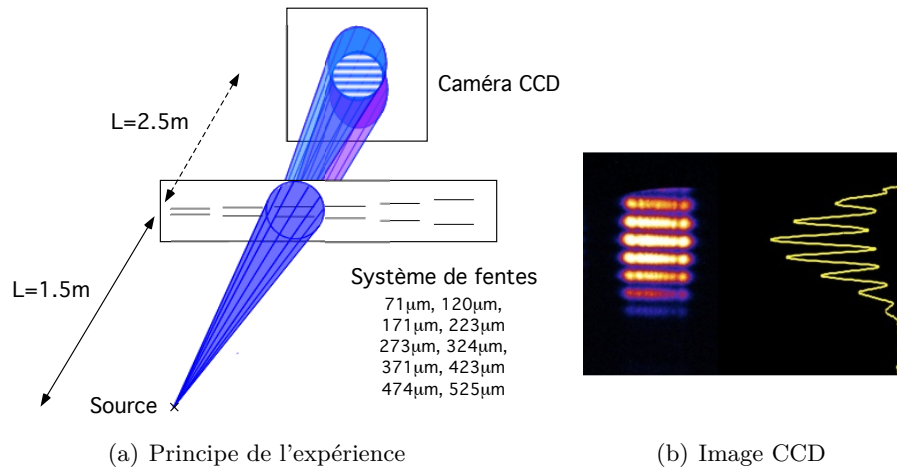 Caméra CCD
L=2.5m
L=1.5m
Système de fentes
71µm, 120µm,
171µm, 223µm
273µm, 324µm,
371µm, 423µm
474µm, 525µm
Source
(a) Principe de l'expérience
(b) Image CCD